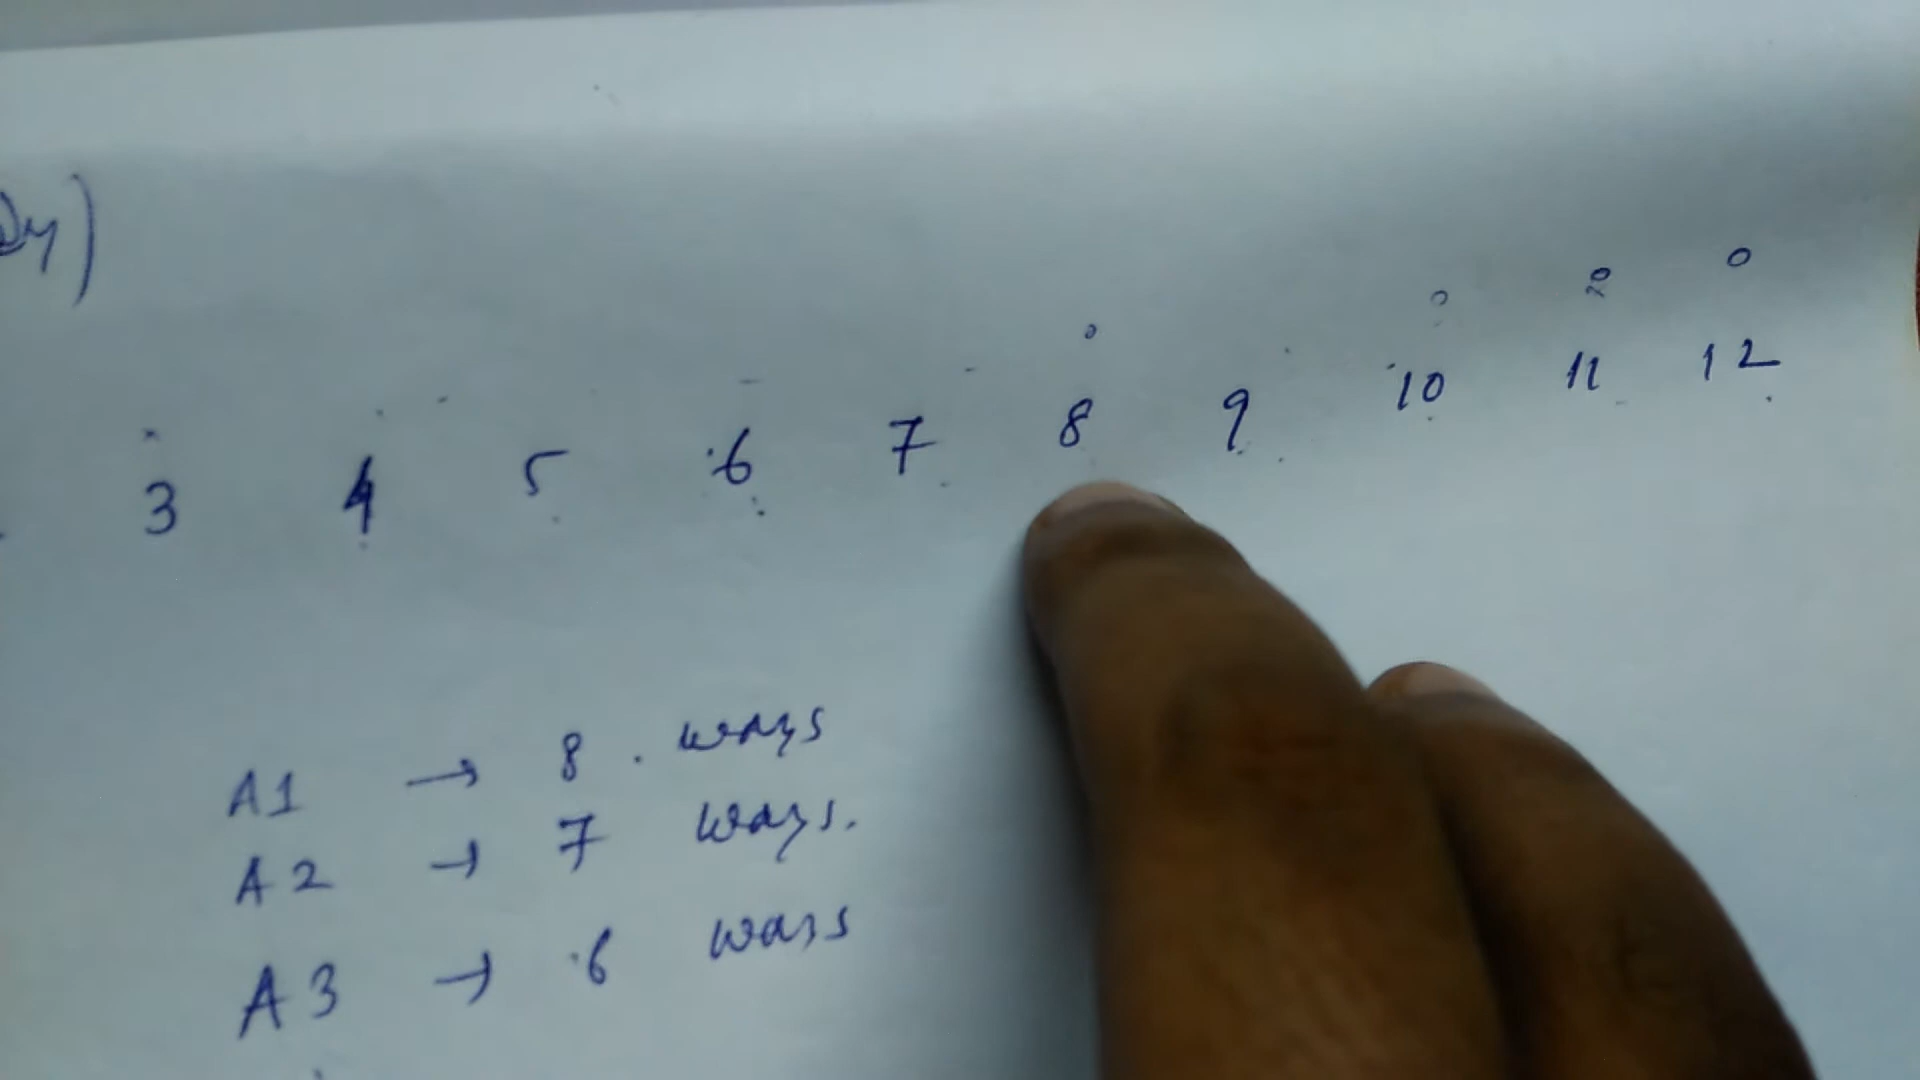 3 4 5 6 7 8 9 10 11 12
A1 → 8 ways
A2 → 7 ways.
A3 → 6 ways